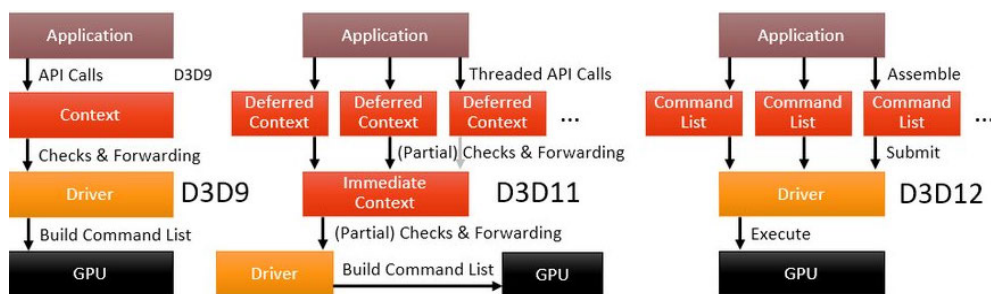 Application
API Calls
D3D9
Context
Checks & Forwarding
Driver
D3D9
Build Command List
GPU
Application
Threaded API Calls
Deferred
Context
Deferred
Context
Deferred
Context
...
(Partial) Checks & Forwarding
Immediate
Context
D3D11
(Partial) Checks & Forwarding
Driver
Build Command List
GPU
Application
Assemble
Command
List
Command
List
Command
List
...
Submit
Driver
D3D12
Execute
GPU